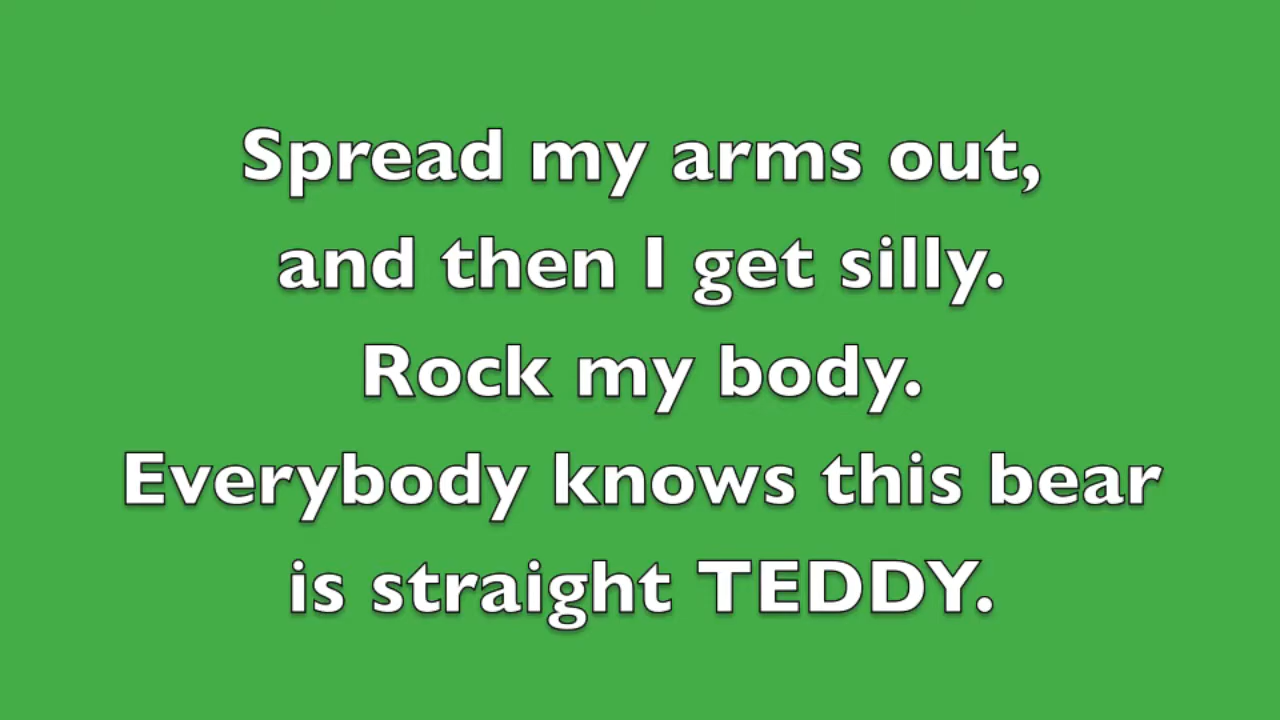 Spread my arms out,
and then I get silly.
Rock my body.
Everybody knows this bear
is straight TEDDY.